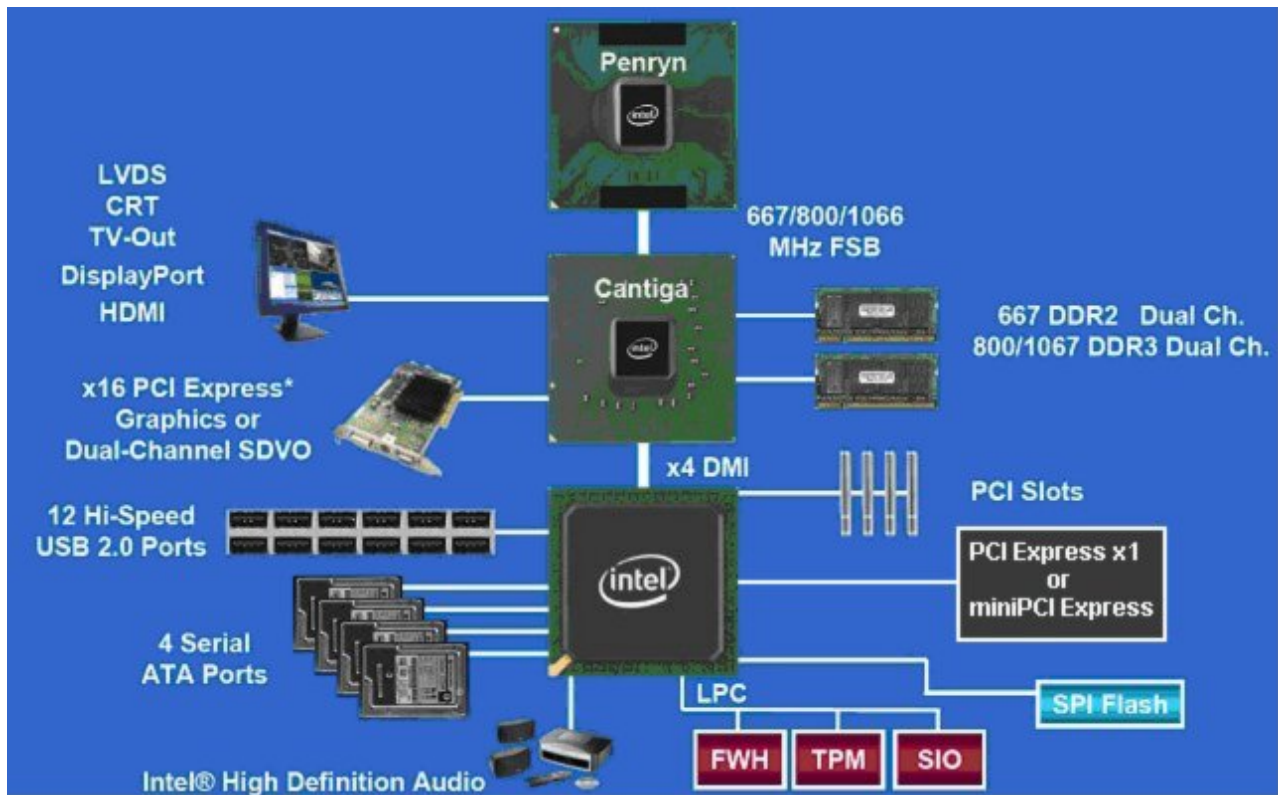 Penryn
intel
LVDS
CRT
TV-Out
DisplayPort
HDMI
667/800/1066
MHz FSB
Cantiga
intel
667 DDR2 Dual Ch.
800/1067 DDR3 Dual Ch.
x16 PCI Express*
Graphics or
Dual-Channel SDVO
x4 DMI
PCI Slots
12 Hi-Speed
USB 2.0 Ports
intel
PCI Express x1
or
miniPCI Express
4 Serial
ATA Ports
LPC
SPI Flash
FWH
TPM
SIO
Intel® High Definition Audio